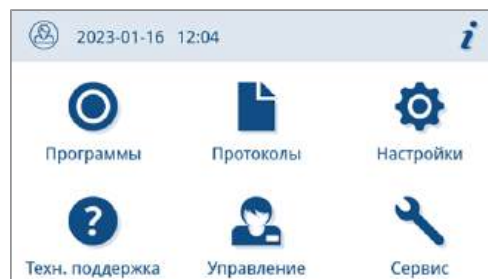 2023-01-16 12:04 i
Программы Протоколы Настройки
? Техн. поддержка Управление Сервис